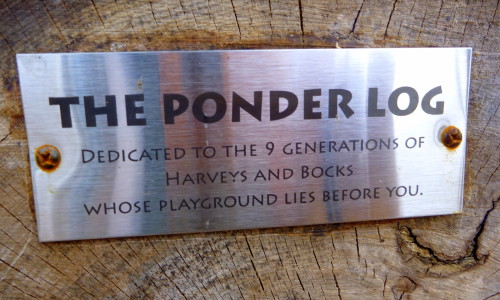 THE PONDER LOG
DEDICATED TO THE 9 GENERATIONS OF
HARVEYS AND BOCKS
WHOSE PLAYGROUND LIES BEFORE YOU.